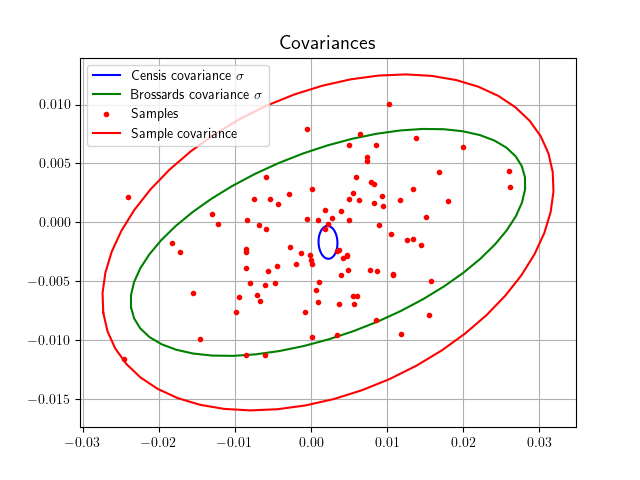 Covariances
Censis covariance σ
Brossards covariance σ
Samples
Sample covariance
0.010
0.005
0.000
−0.005
−0.010
−0.015
−0.03 −0.02 −0.01 0.00 0.01 0.02 0.03